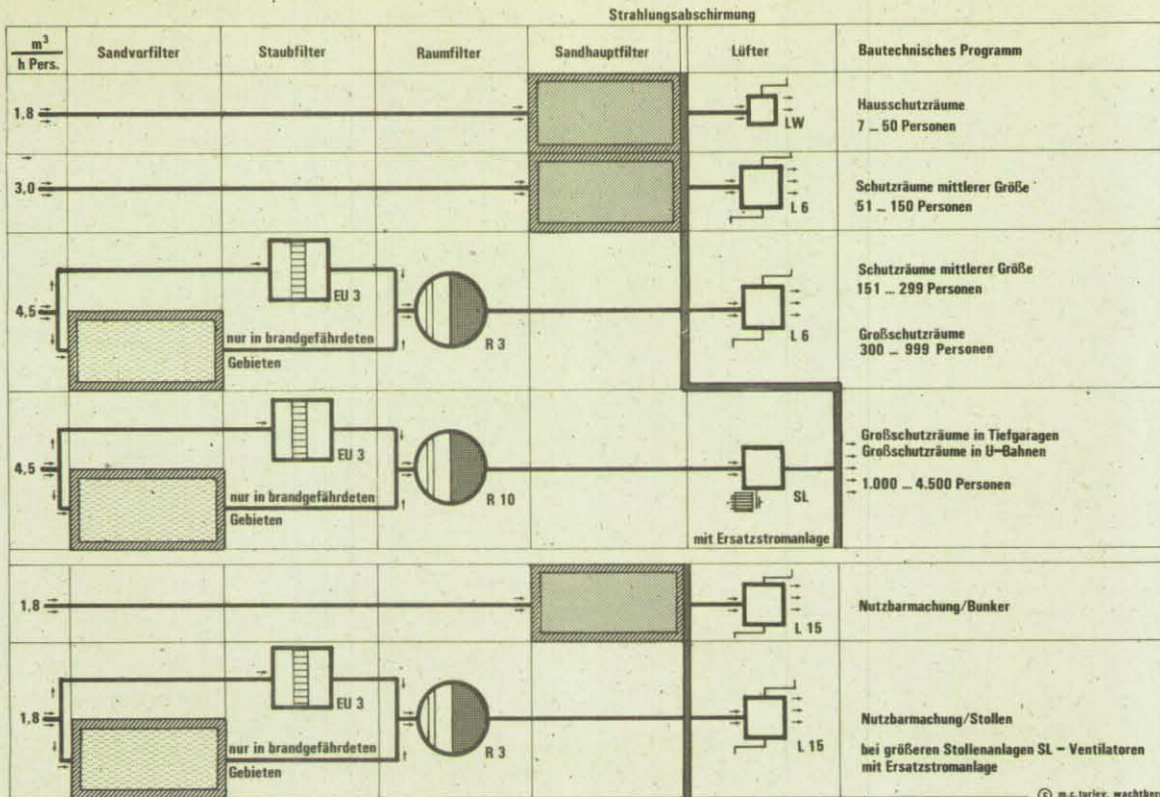 Strahlungsabschirmung
m³
h Pers.
Sandvorfilter
Staubfilter
Raumfilter
Sandhauptfilter
Lüfter
Bautechnisches Programm
1.8
LW
Hausschutzräume
7 ... 50 Personen
3,0
L 6
Schutzräume mittlerer Größe
51 ... 150 Personen
4,5
EU 3
nur in brandgefährdeten
Gebieten
R 3
L 6
Schutzräume mittlerer Größe
151 ... 299 Personen
Großschutzräume
300 ... 999 Personen
4,5
EU 3
nur in brandgefährdeten
Gebieten
R 10
SL
mit Ersatzstromanlage
Großschutzräume in Tiefgaragen
Großschutzräume in U-Bahnen
1.000 ... 4.500 Personen
1.8
L 15
Nutzbarmachung/Bunker
1.8
EU 3
nur in brandgefährdeten
Gebieten
R 3
L 15
Nutzbarmachung/Stollen
bei größeren Stollenanlagen SL – Ventilatoren
mit Ersatzstromanlage
© m.c.turley, wachtber